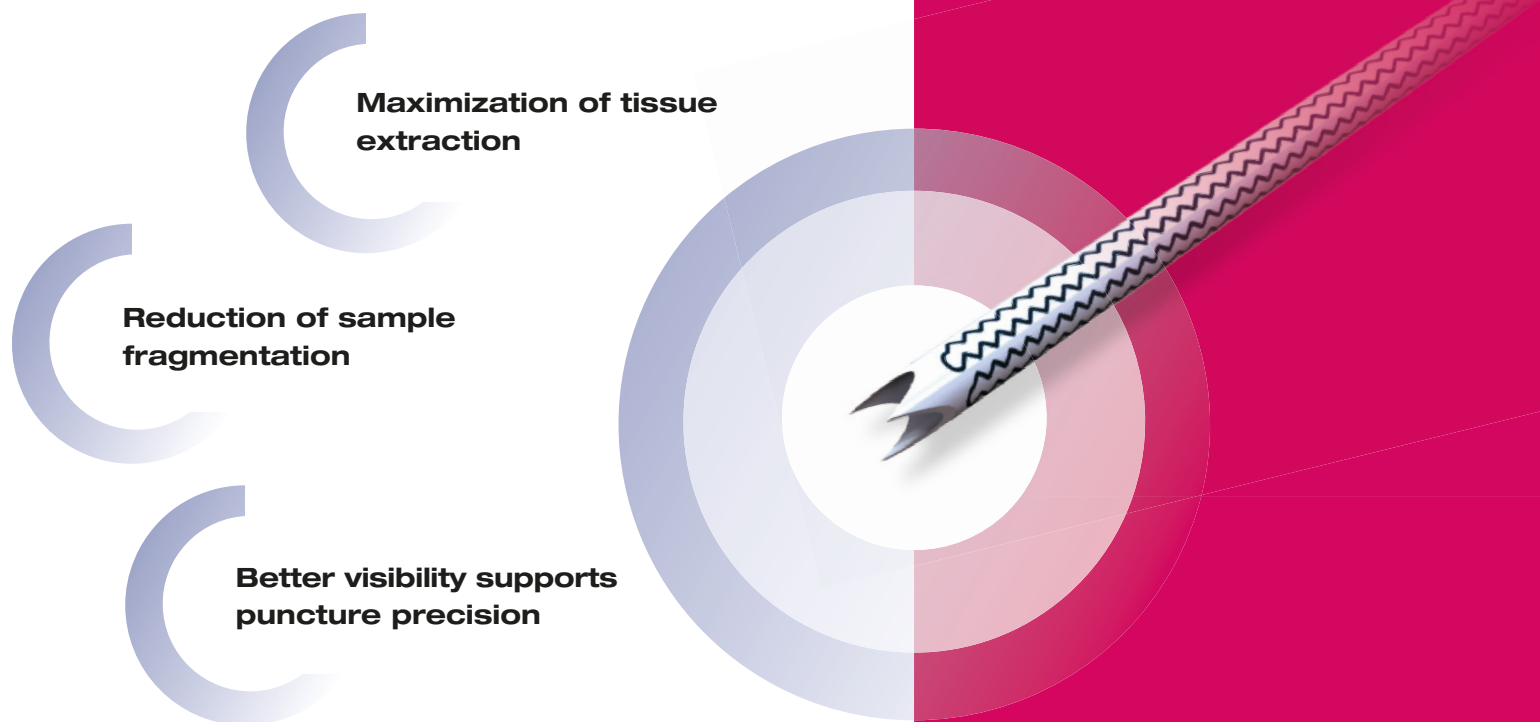 Maximization of tissue
extraction
Reduction of sample
fragmentation
Better visibility supports
puncture precision